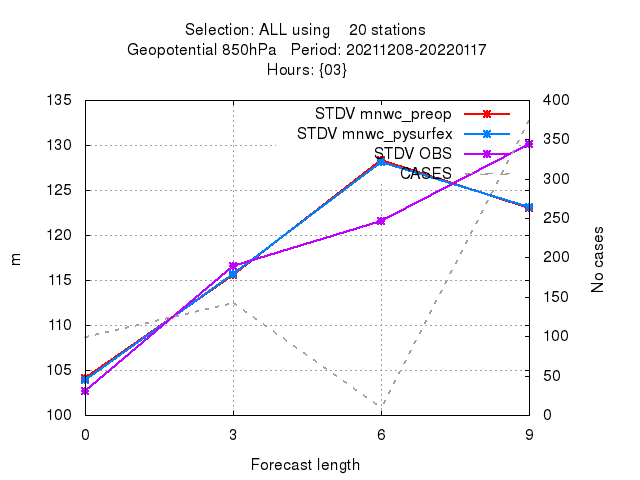 Selection: ALL using    20 stations
Geopotential 850hPa   Period: 20211208-20220117
Hours: {03}
STDV mnwc_preop
STDV mnwc_pysurfex
STDV OBS
CASES
135
130
125
120
115
110
105
100
m
400
350
300
250
200
150
100
50
0
No cases
0 3 6 9
Forecast length